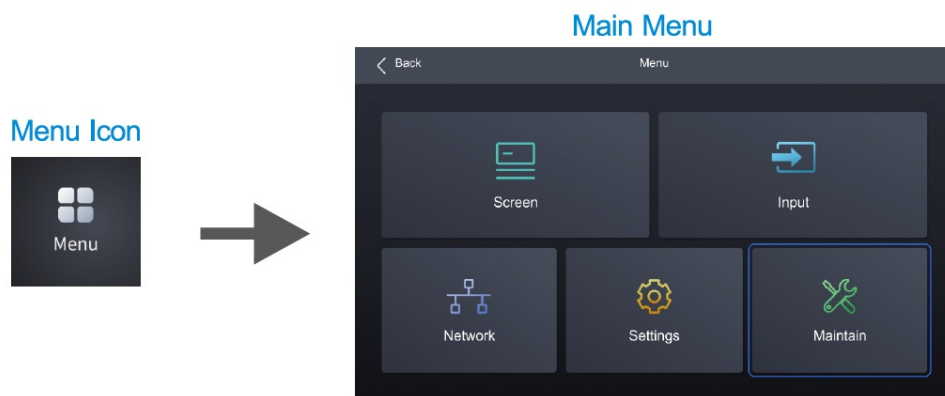 Main Menu
Back
Menu
Menu Icon
Menu
Screen
Input
Network
Settings
Maintain